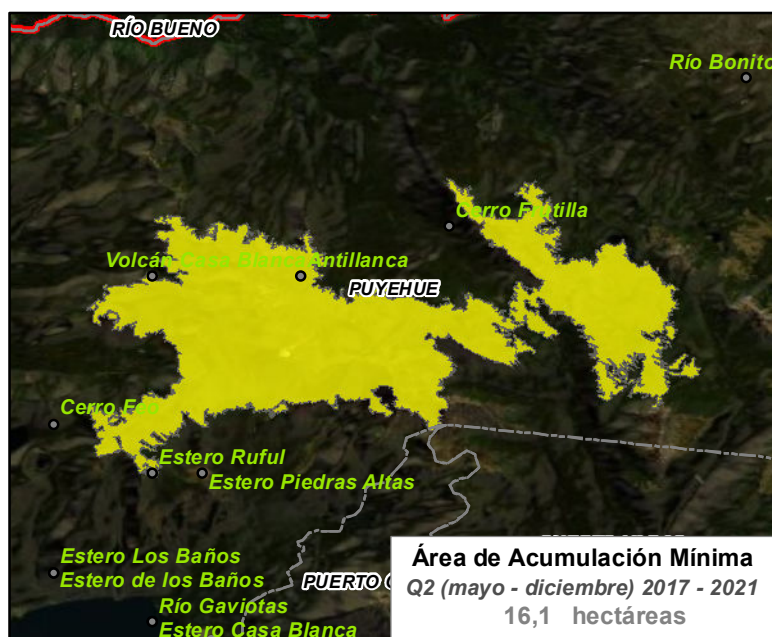 RÍO BUENO
Río Bonito
Cerro Frutilla
Volcán Casa Blanca
Antillanca
PUYEHUE
Cerro Feo
Estero Ruful
Estero Piedras Altas
Estero Los Baños
Estero de los Baños
Río Gaviotas
Estero Casa Blanca
PUERTO
Área de Acumulación Mínima
Q2 (mayo - diciembre) 2017 - 2021
16,1 hectáreas